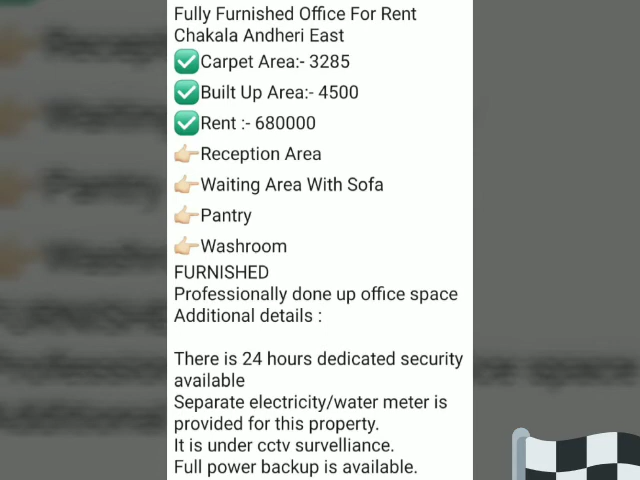 Fully Furnished Office For Rent
Chakala Andheri East
✅Carpet Area:- 3285
✅Built Up Area:- 4500
✅Rent :- 680000
👉🏻Reception Area
👉🏻Waiting Area With Sofa
👉🏻Pantry
👉🏻Washroom
FURNISHED
Professionally done up office space
Additional details :
There is 24 hours dedicated security
available
Separate electricity/water meter is
provided for this property.
It is under cctv survelliance.
Full power backup is available.